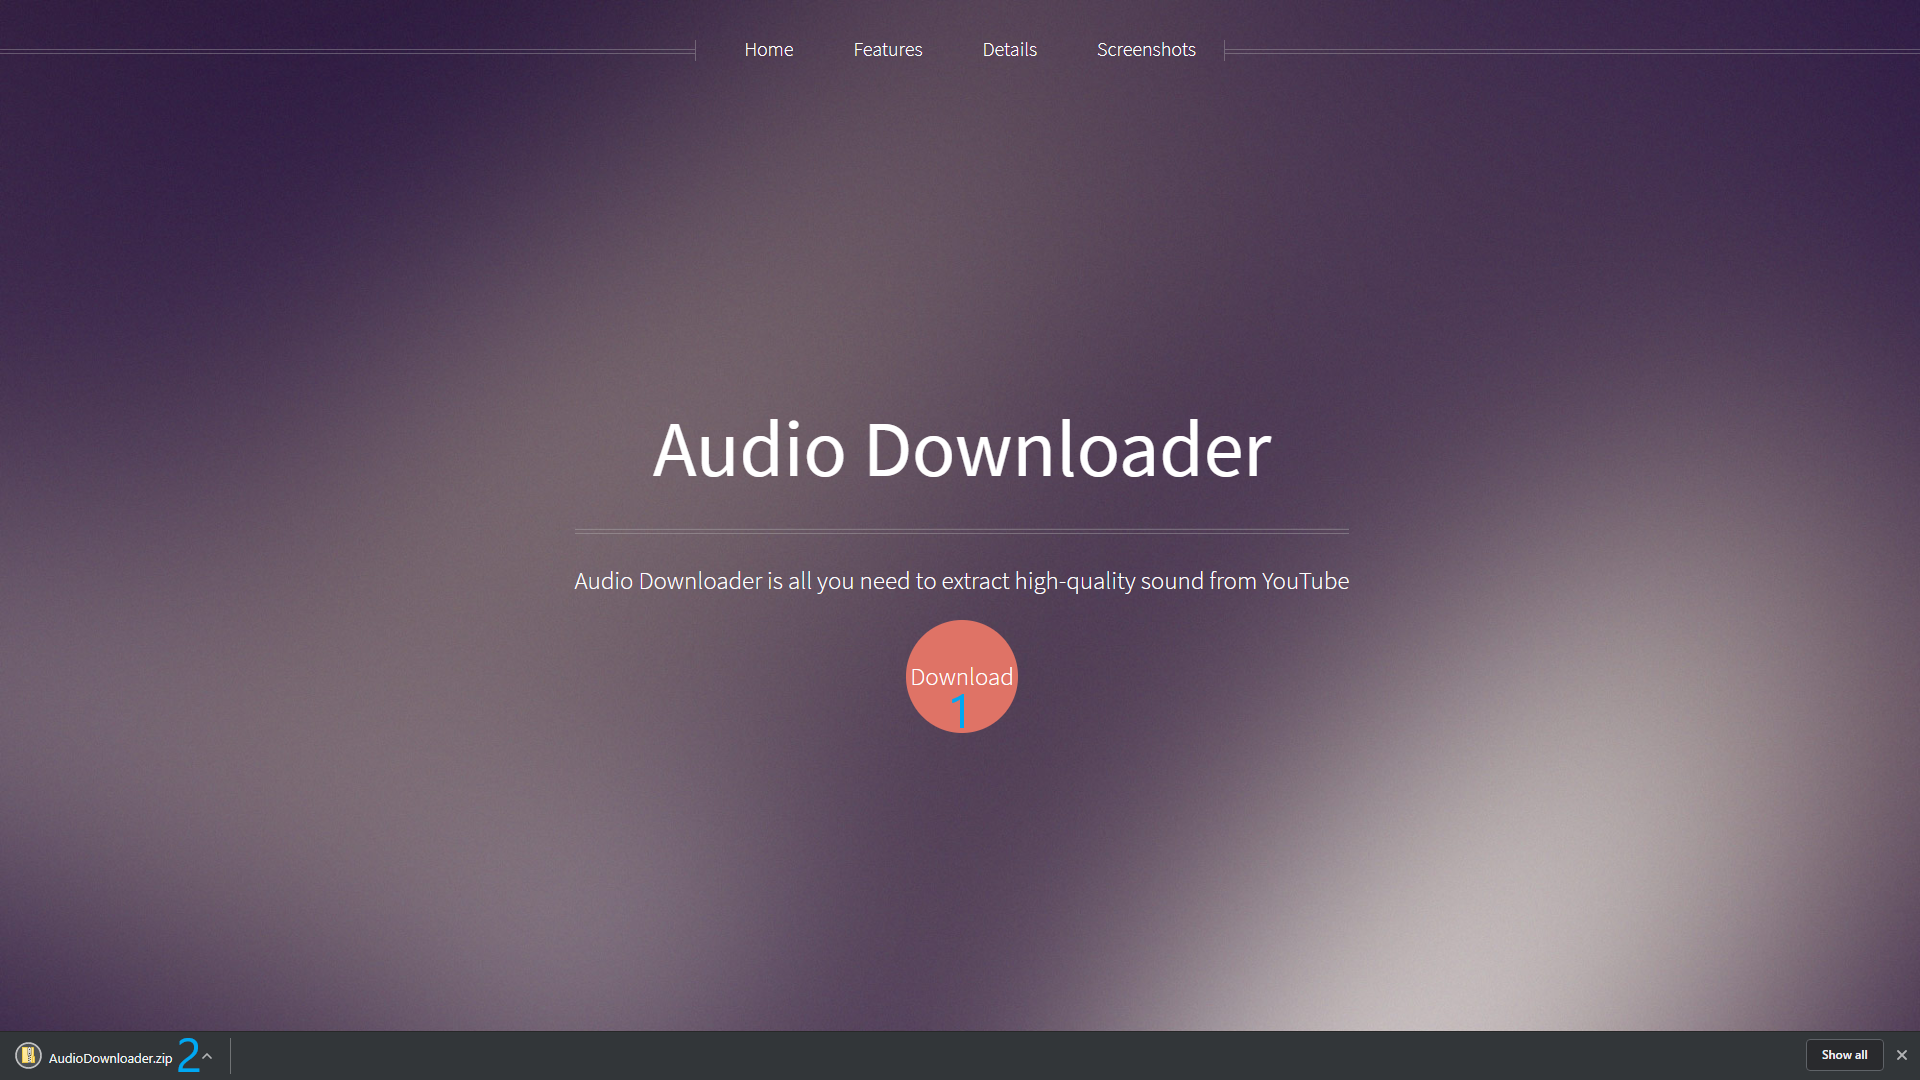 Home Features Details Screenshots
Audio Downloader
Audio Downloader is all you need to extract high-quality sound from YouTube
Download
1
AudioDownloader.zip 2 Show all